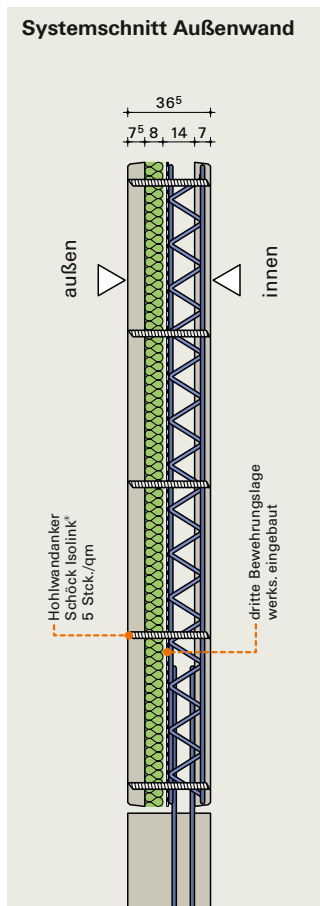 Systemschnitt Außenwand
36⁵
7⁵ 8 14 7
außen
innen
Hohlwandanker
Schöck Isolink®
5 Stck./qm
dritte Bewehrungslage
werks. eingebaut